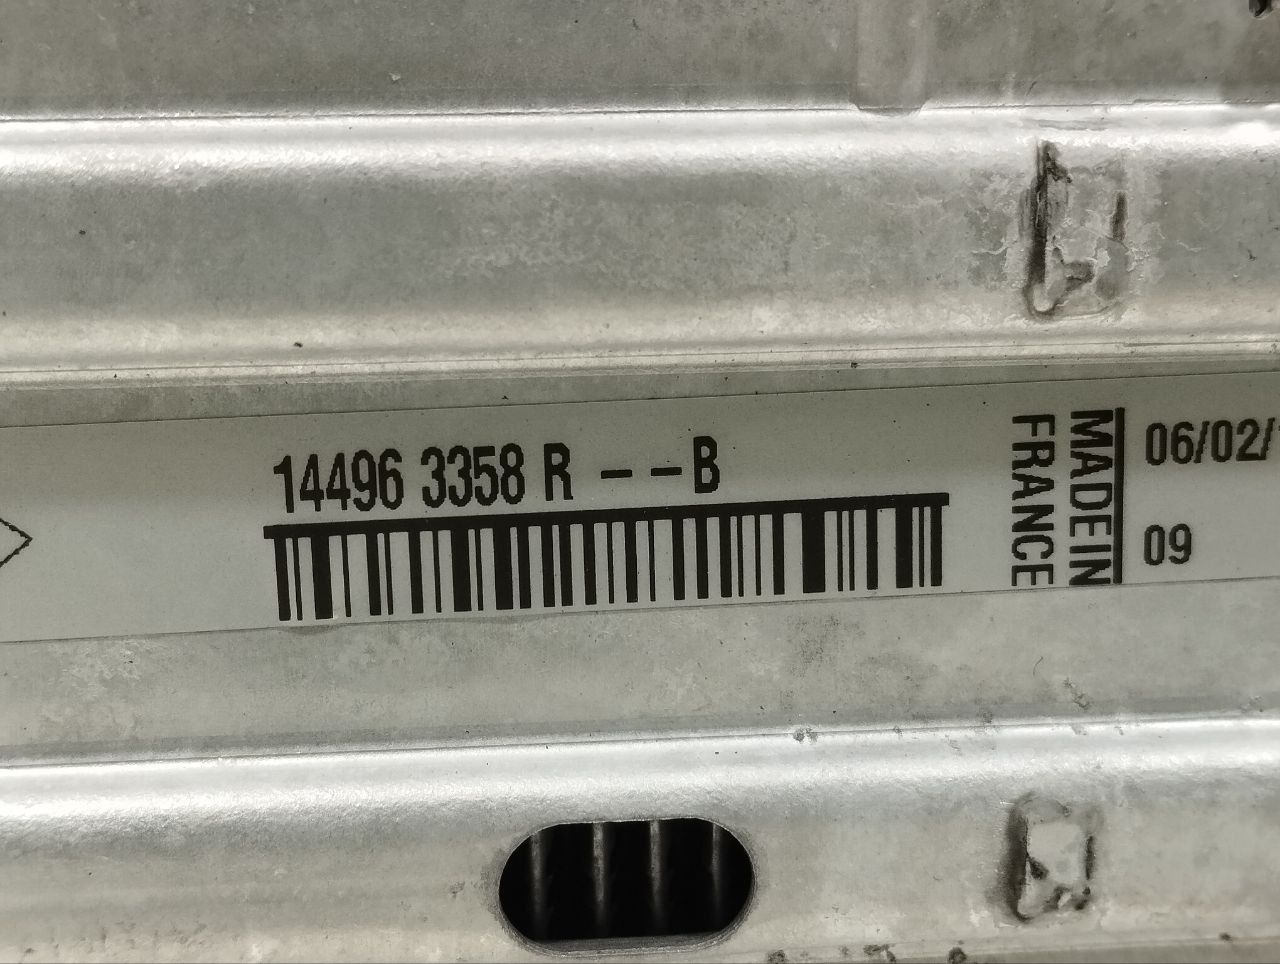 14496 3358 R – – B
MADE IN
FRANCE
06/02/
09